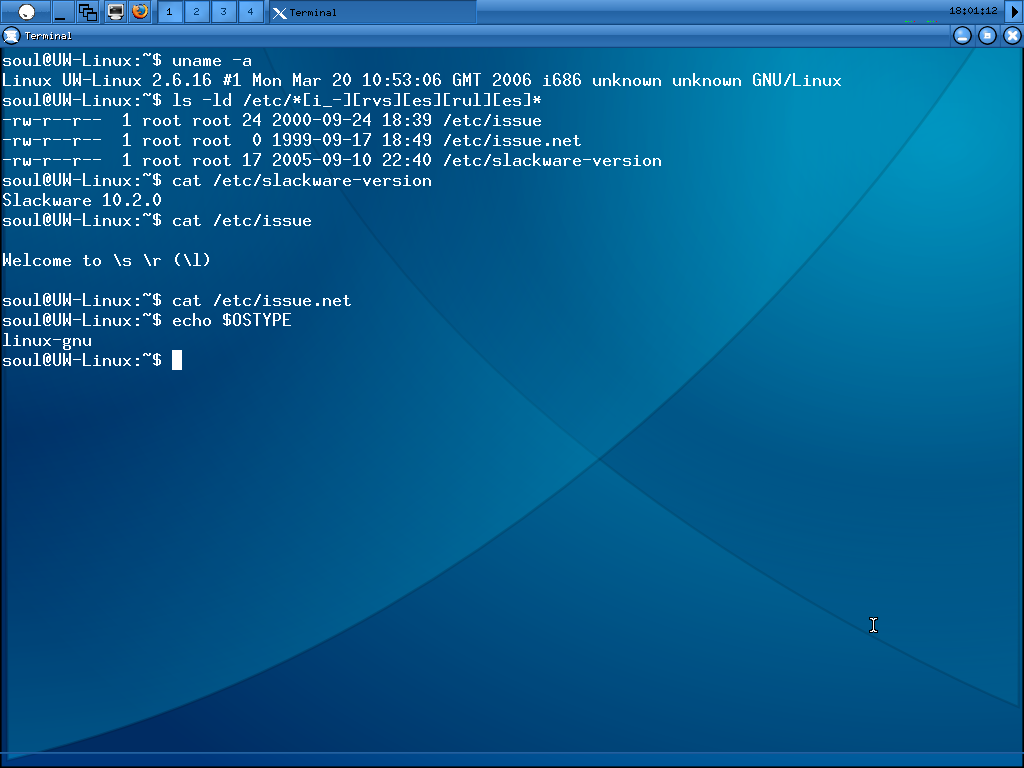 1 2 3 4 Terminal 18:01:12
Terminal
soul@UW-Linux:~$ uname -a
Linux UW-Linux 2.6.16 #1 Mon Mar 20 10:53:06 GMT 2006 i686 unknown unknown GNU/Linux
soul@UW-Linux:~$ ls -ld /etc/*[i_-][rvs][es][rul][es]*
-rw-r--r--  1 root root 24 2000-09-24 18:39 /etc/issue
-rw-r--r--  1 root root  0 1999-09-17 18:49 /etc/issue.net
-rw-r--r--  1 root root 17 2005-09-10 22:40 /etc/slackware-version
soul@UW-Linux:~$ cat /etc/slackware-version
Slackware 10.2.0
soul@UW-Linux:~$ cat /etc/issue
Welcome to \s \r (\l)
soul@UW-Linux:~$ cat /etc/issue.net
soul@UW-Linux:~$ echo $OSTYPE
linux-gnu
soul@UW-Linux:~$